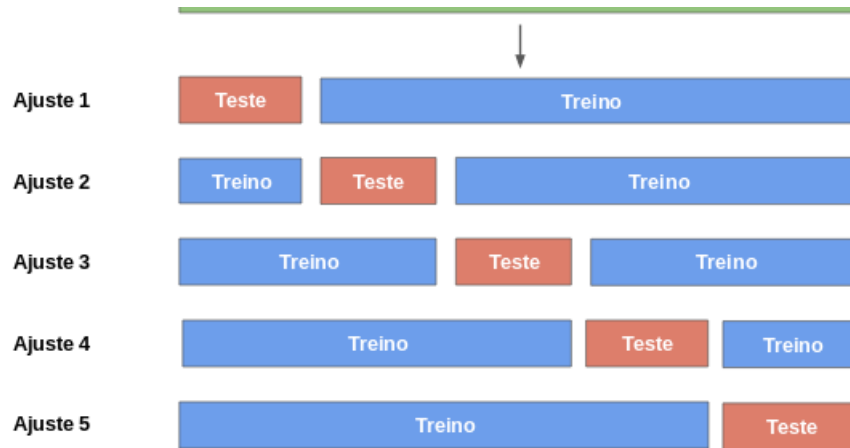 Ajuste 1 Teste Treino
Ajuste 2 Treino Teste Treino
Ajuste 3 Treino Teste Treino
Ajuste 4 Treino Teste Treino
Ajuste 5 Treino Teste